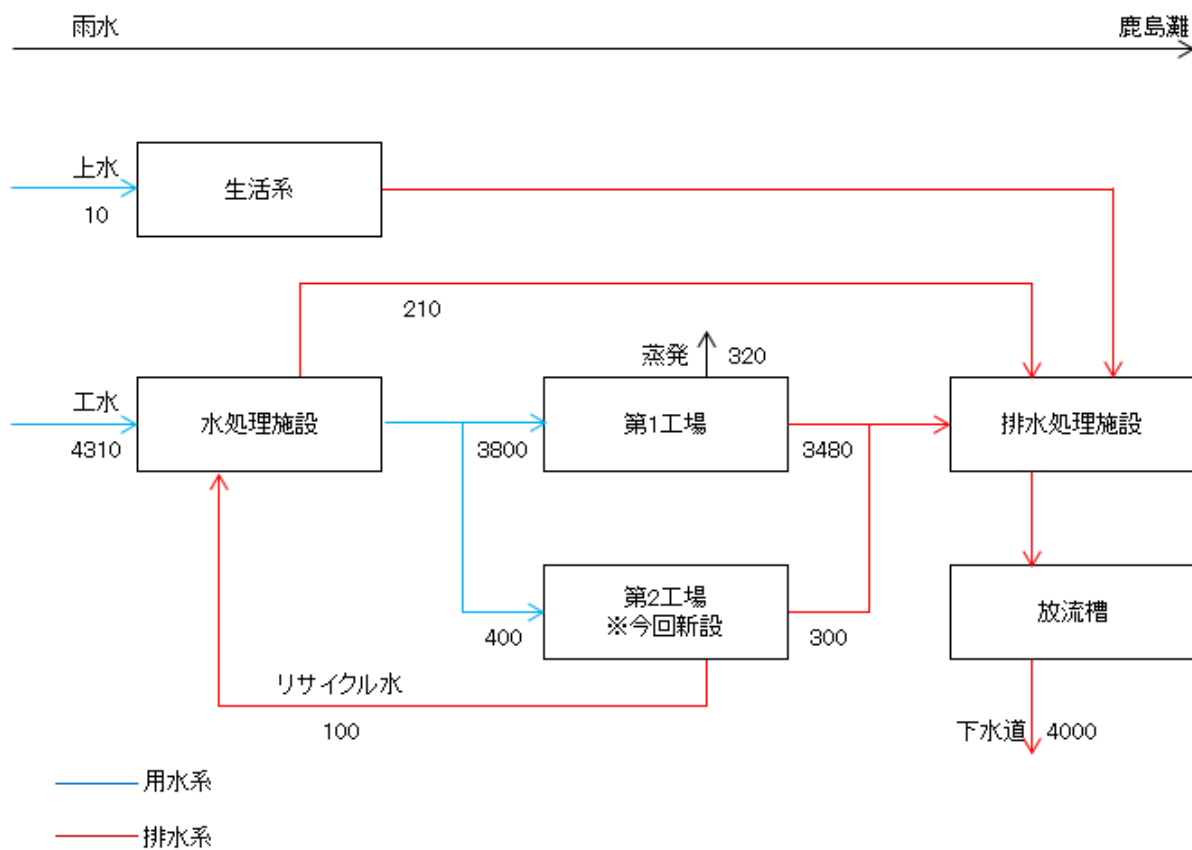 雨水
鹿島灘
上水
10
生活系
210
蒸発
320
工水
4310
水処理施設
3800
第1工場
3480
排水処理施設
400
第2工場
※今回新設
300
放流槽
リサイクル水
100
下水道
4000
用水系
排水系